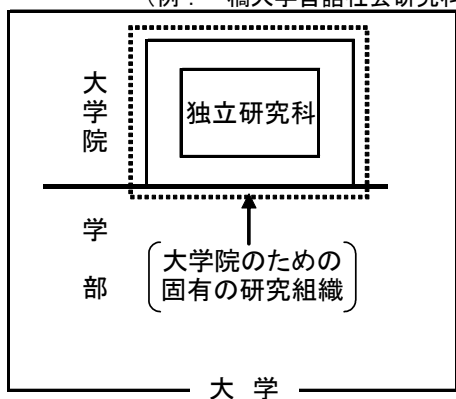 大学院
独立研究科
学部
大学院のための
固有の研究組織
大 学